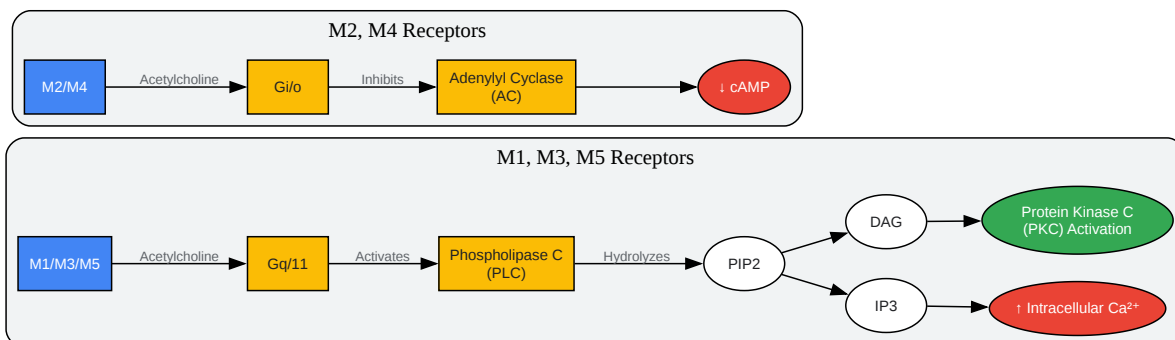 M2, M4 Receptors
M2/M4
Acetylcholine
Gi/o
Inhibits
Adenylyl Cyclase
(AC)
↓ cAMP
M1, M3, M5 Receptors
M1/M3/M5
Acetylcholine
Gq/11
Activates
Phospholipase C
(PLC)
Hydrolyzes
PIP2
DAG
Protein Kinase C
(PKC) Activation
IP3
↑ Intracellular Ca²⁺